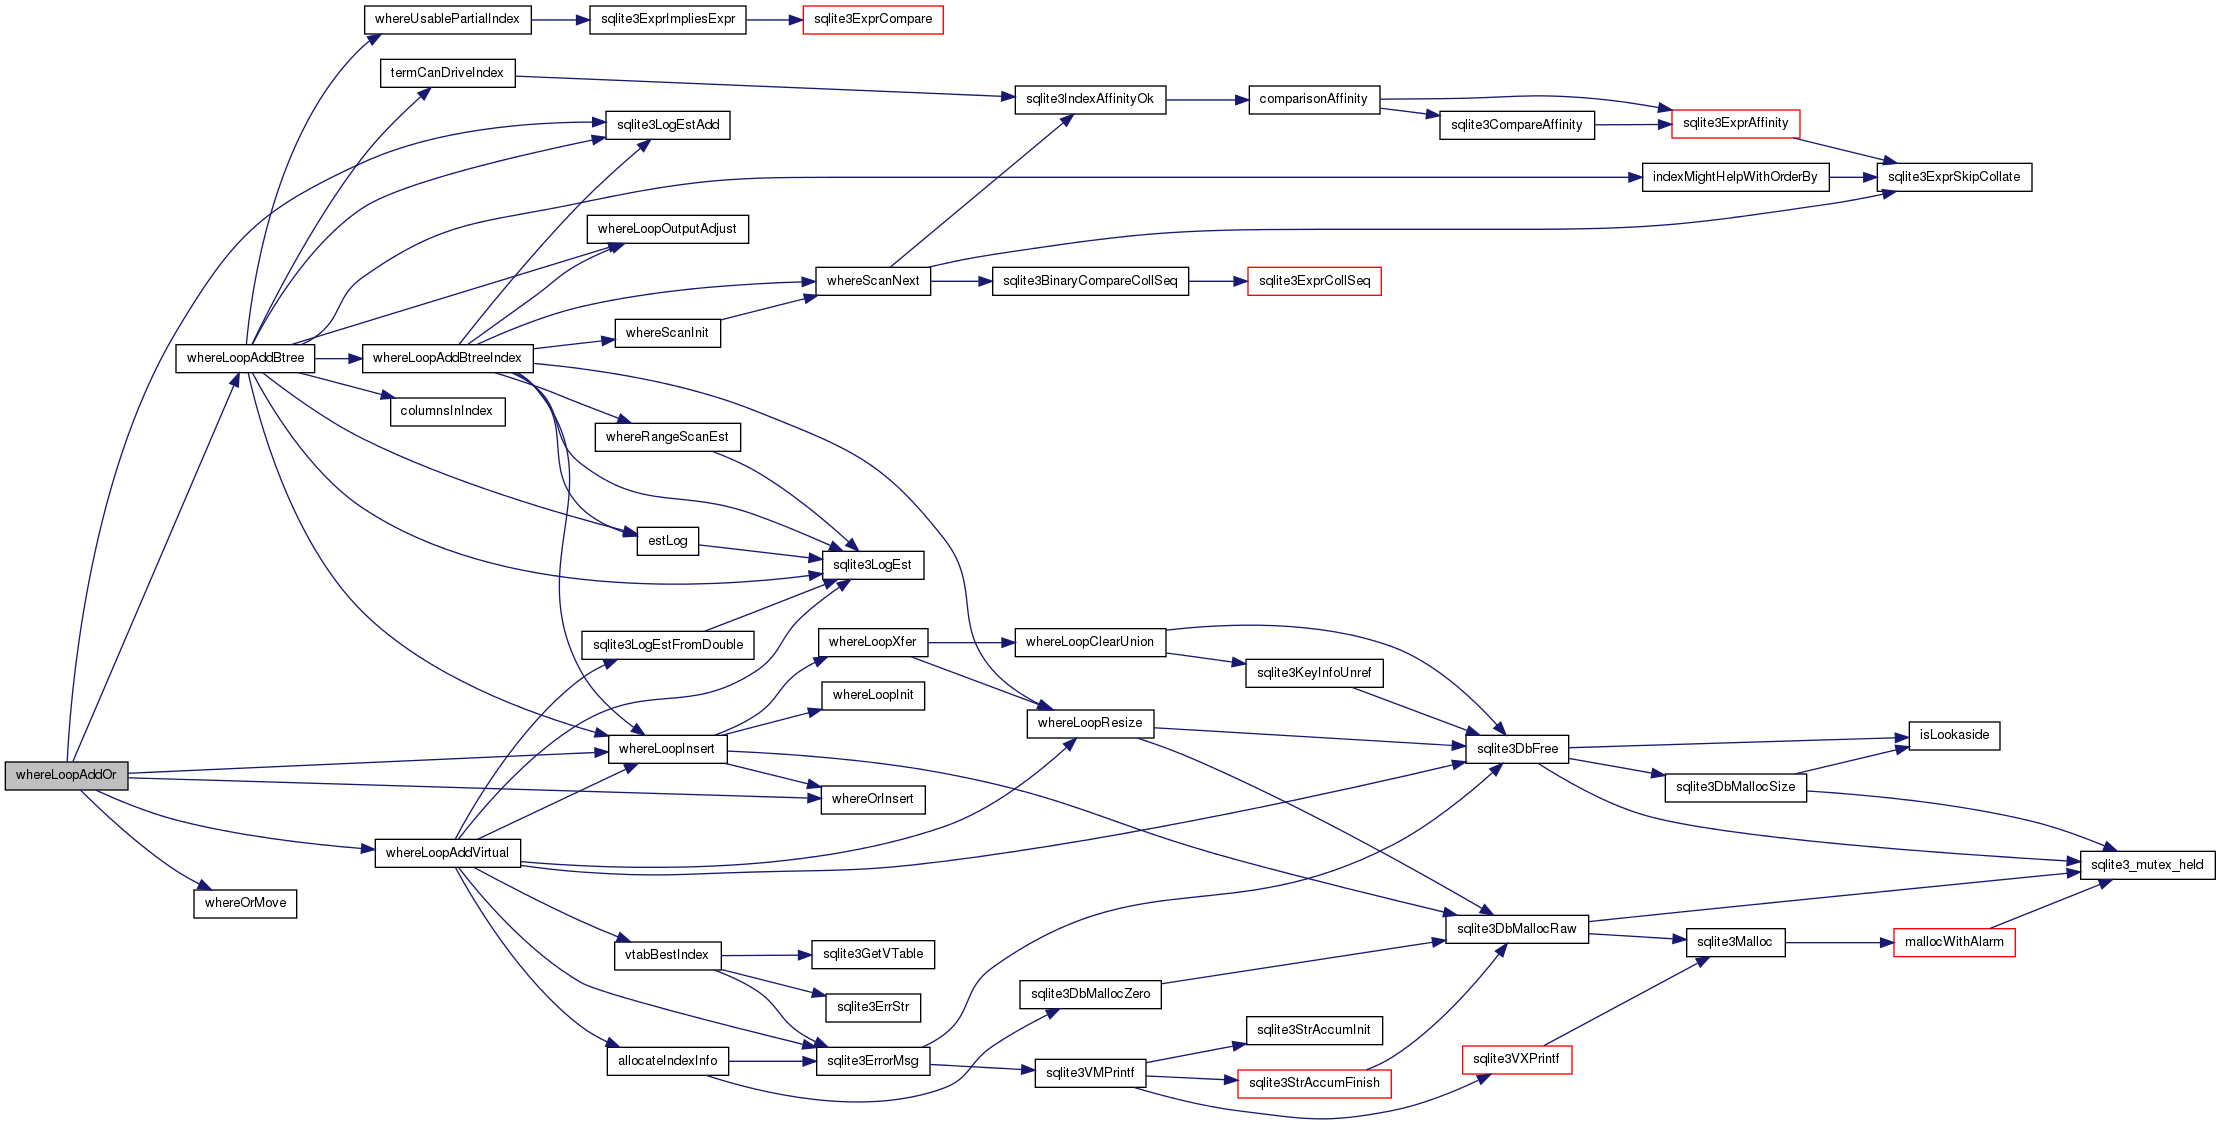 whereUsablePartialIndex
sqlite3ExprImpliesExpr
sqlite3ExprCompare
termCanDriveIndex
sqlite3IndexAffinityOk
comparisonAffinity
sqlite3LogEstAdd
sqlite3CompareAffinity
sqlite3ExprAffinity
indexMightHelpWithOrderBy
sqlite3ExprSkipCollate
whereLoopOutputAdjust
whereScanNext
sqlite3BinaryCompareCollSeq
sqlite3ExprCollSeq
whereScanInit
whereLoopAddBtree
whereLoopAddBtreeIndex
columnsInIndex
whereRangeScanEst
estLog
sqlite3LogEst
sqlite3LogEstFromDouble
whereLoopXfer
whereLoopClearUnion
sqlite3KeyInfoUnref
whereLoopInit
whereLoopResize
whereLoopInsert
sqlite3DbFree
isLookaside
whereLoopAddOr
sqlite3DbMallocSize
whereOrInsert
whereLoopAddVirtual
sqlite3_mutex_held
whereOrMove
sqlite3DbMallocRaw
sqlite3Malloc
mallocWithAlarm
vtabBestIndex
sqlite3GetVTable
sqlite3DbMallocZero
sqlite3ErrStr
sqlite3StrAccumInit
allocateIndexInfo
sqlite3ErrorMsg
sqlite3VMPrintf
sqlite3VXPrintf
sqlite3StrAccumFinish